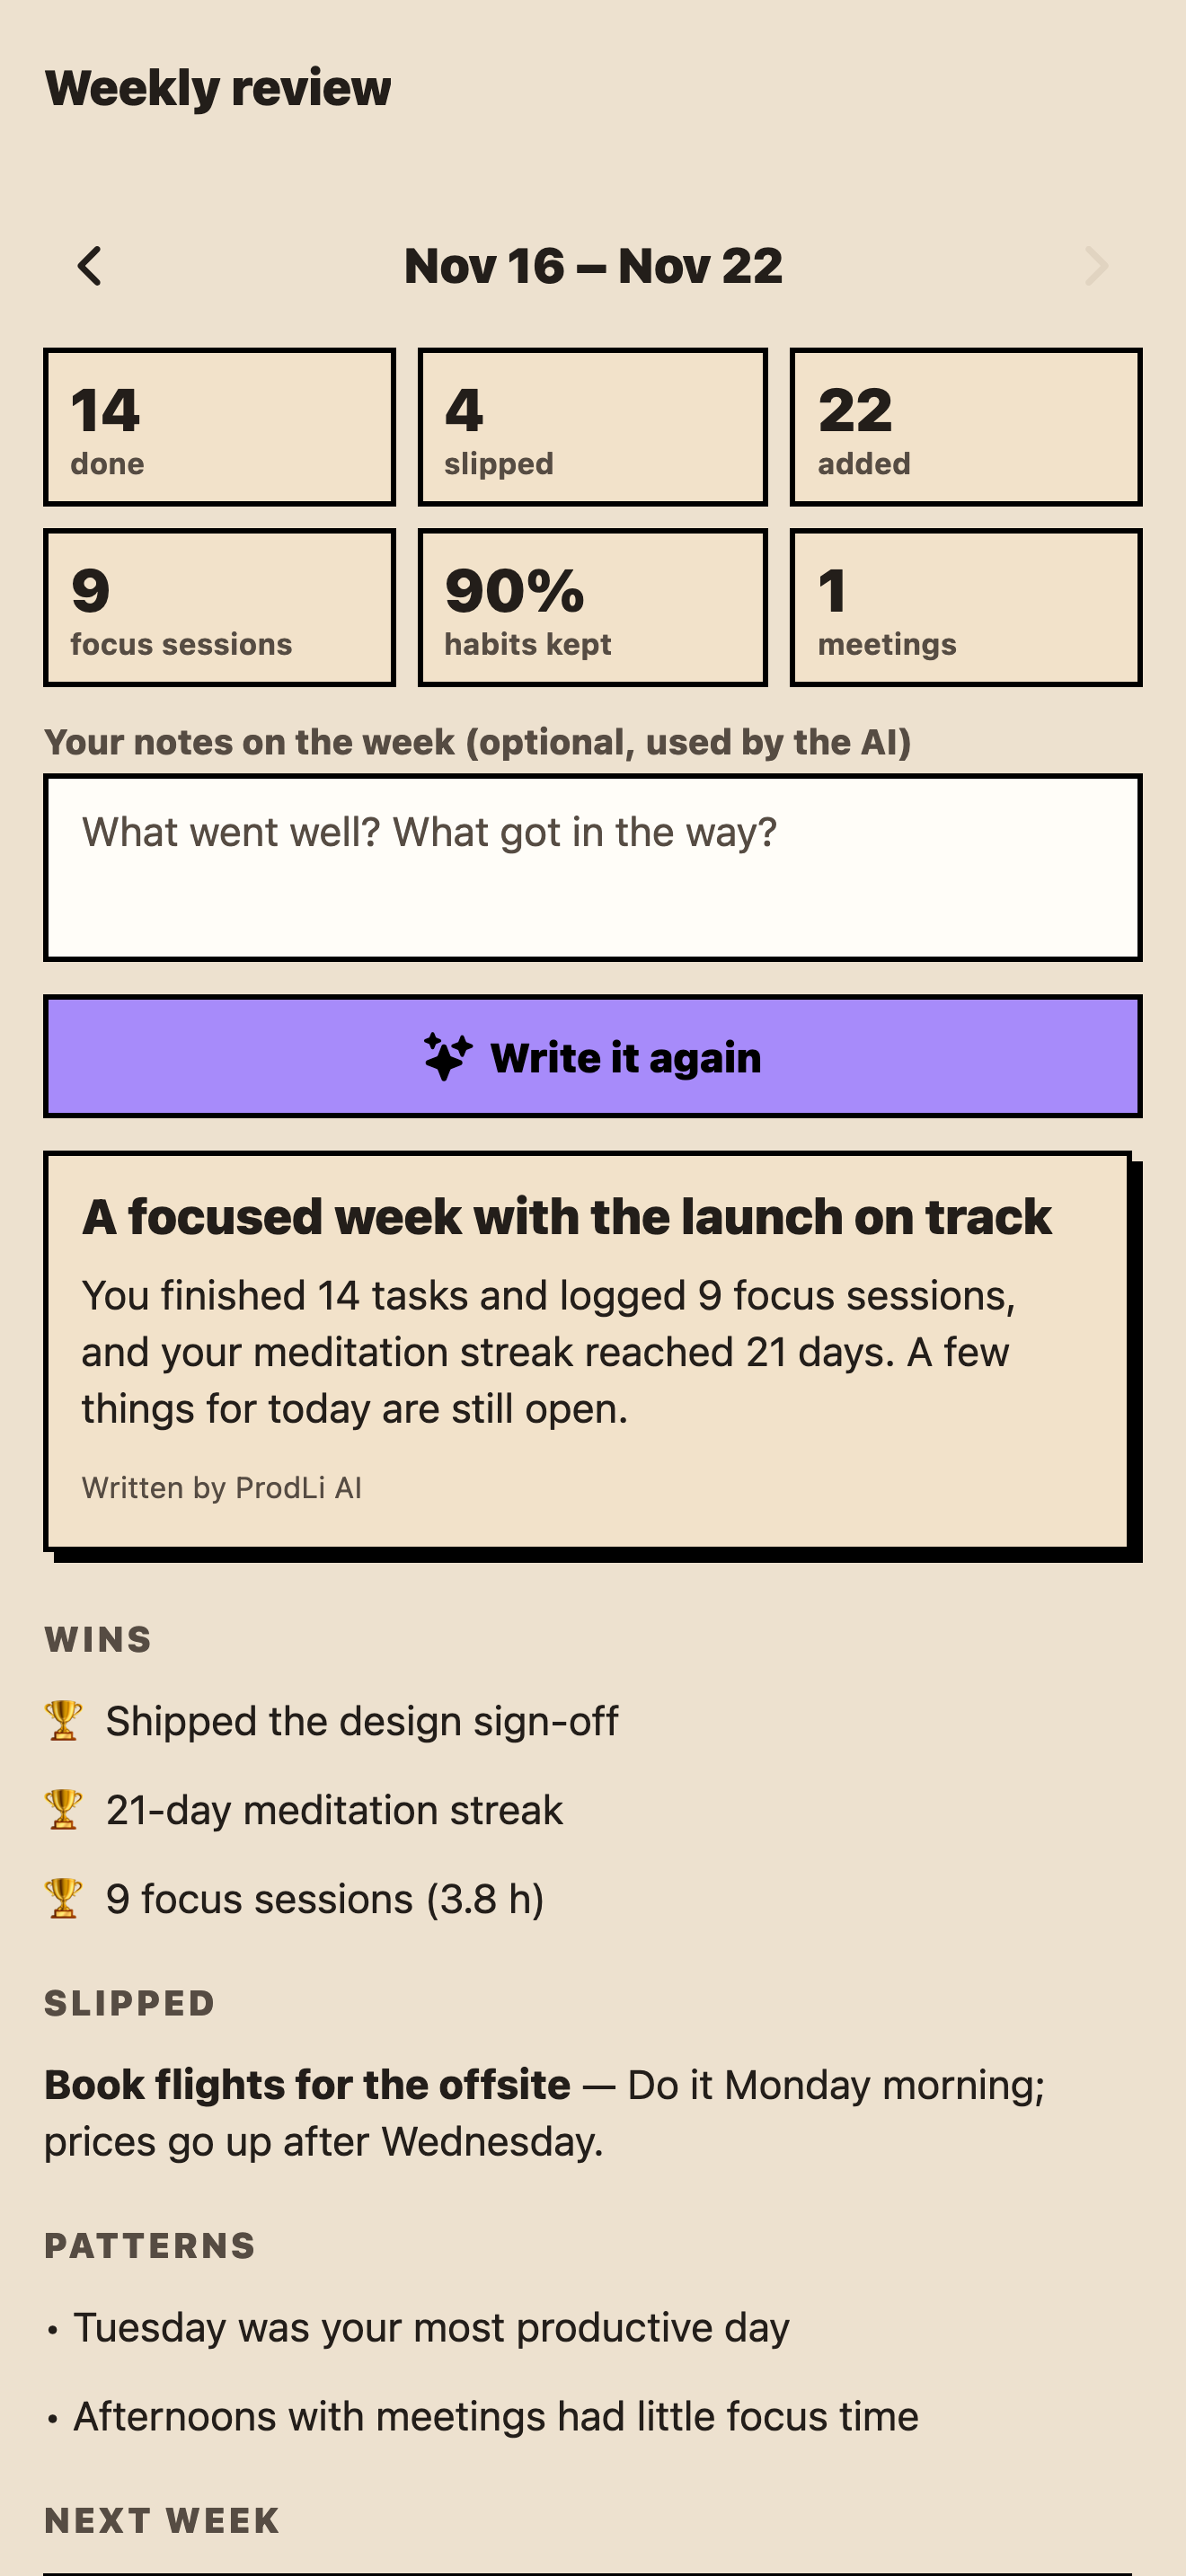 Weekly review
Nov 16 – Nov 22
14
done
4
slipped
22
added
9
focus sessions
90%
habits kept
1
meetings
Your notes on the week (optional, used by the AI)
What went well? What got in the way?
Write it again
A focused week with the launch on track
You finished 14 tasks and logged 9 focus sessions,
and your meditation streak reached 21 days. A few
things for today are still open.
Written by ProdLi AI
WINS
🏆 Shipped the design sign-off
🏆 21-day meditation streak
🏆 9 focus sessions (3.8 h)
SLIPPED
Book flights for the offsite — Do it Monday morning;
prices go up after Wednesday.
PATTERNS
• Tuesday was your most productive day
• Afternoons with meetings had little focus time
NEXT WEEK